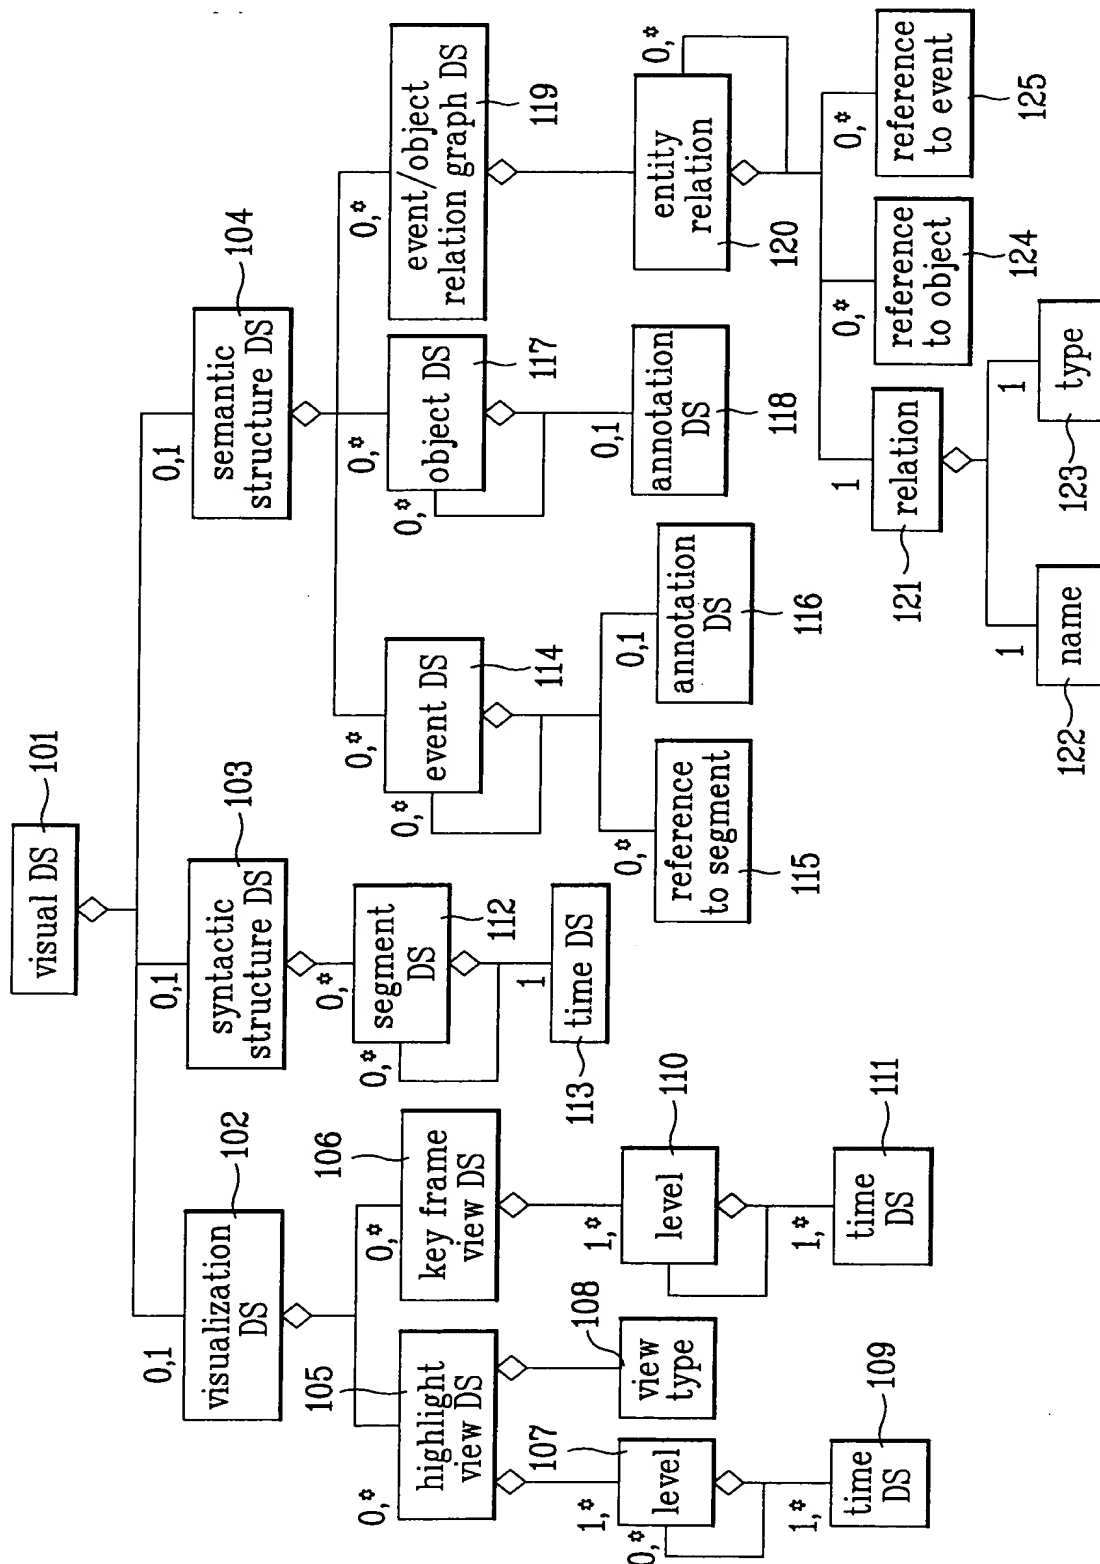 visual DS
101
0,1
visualization
DS
102
0,1
syntactic
structure DS
103
0,1
semantic
structure DS
104
0,*
highlight
view DS
105
0,*
key frame
view DS
106
0,*
0,*
segment
DS
112
0,*
0,*
event DS
114
0,*
0,*
object DS
117
0,*
event/object
relation graph DS
119
1,*
0,*
level
107
view
type
108
1,*
level
110
1
time DS
113
0,*
reference
to segment
115
0,1
annotation
DS
116
0,1
annotation
DS
118
0,*
entity
relation
120
1,*
time
DS
109
1,*
time
DS
111
1
relation
121
0,*
reference
to object
124
0,*
reference
to event
125
1
name
122
1
type
123